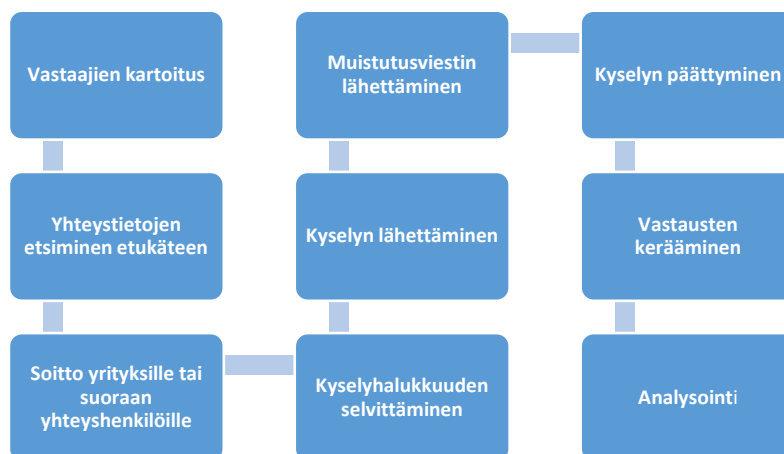 Vastaajien kartoitus
Yhteystietojen
etsiminen etukäteen
Soitto yrityksille tai
suoraan
yhteyshenkilöille
Kyselyhalukkuuden
selvittäminen
Kyselyn lähettäminen
Muistutusviestin
lähettäminen
Kyselyn päättyminen
Vastausten
kerääminen
Analysointi